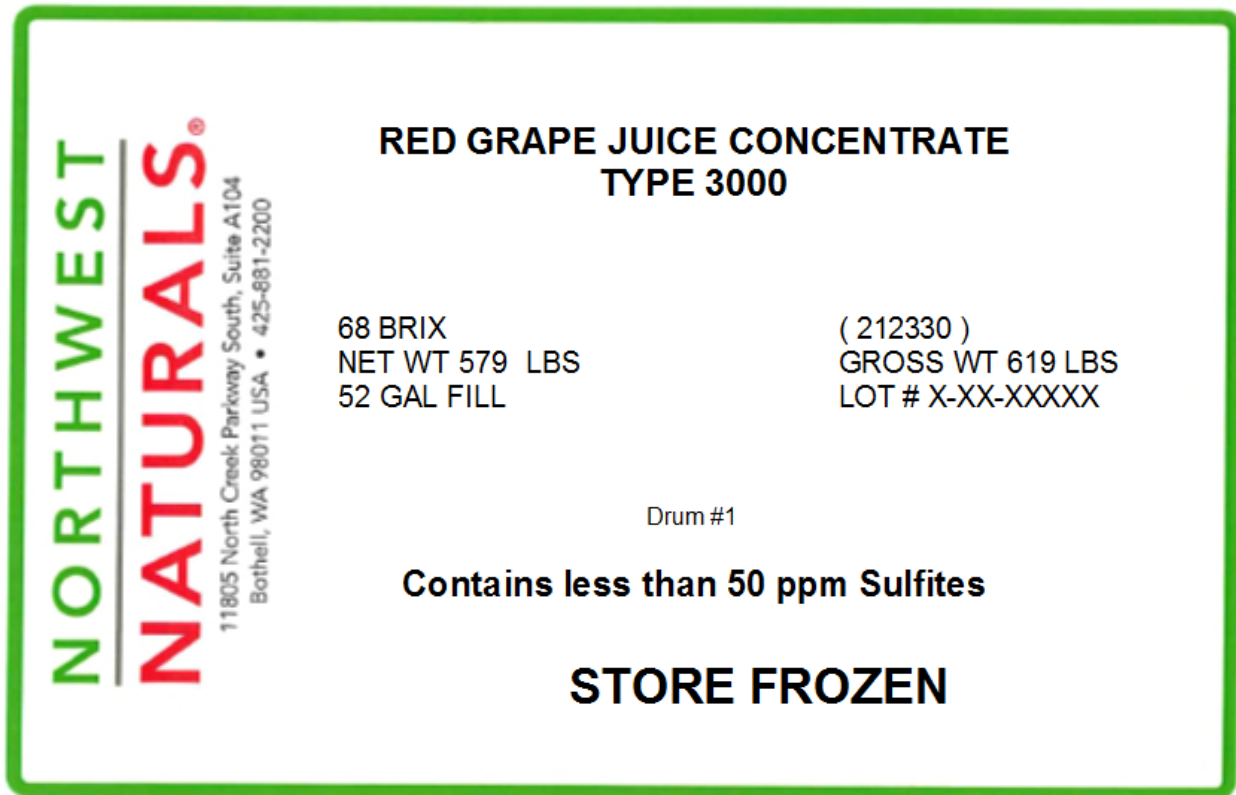 NORTHWEST
NATURALS®
11805 North Creek Parkway South, Suite A104
Bothell, WA 98011 USA • 425-881-2200
RED GRAPE JUICE CONCENTRATE
TYPE 3000
68 BRIX
NET WT 579 LBS
52 GAL FILL
( 212330 )
GROSS WT 619 LBS
LOT # X-XX-XXXXX
Drum #1
Contains less than 50 ppm Sulfites
STORE FROZEN